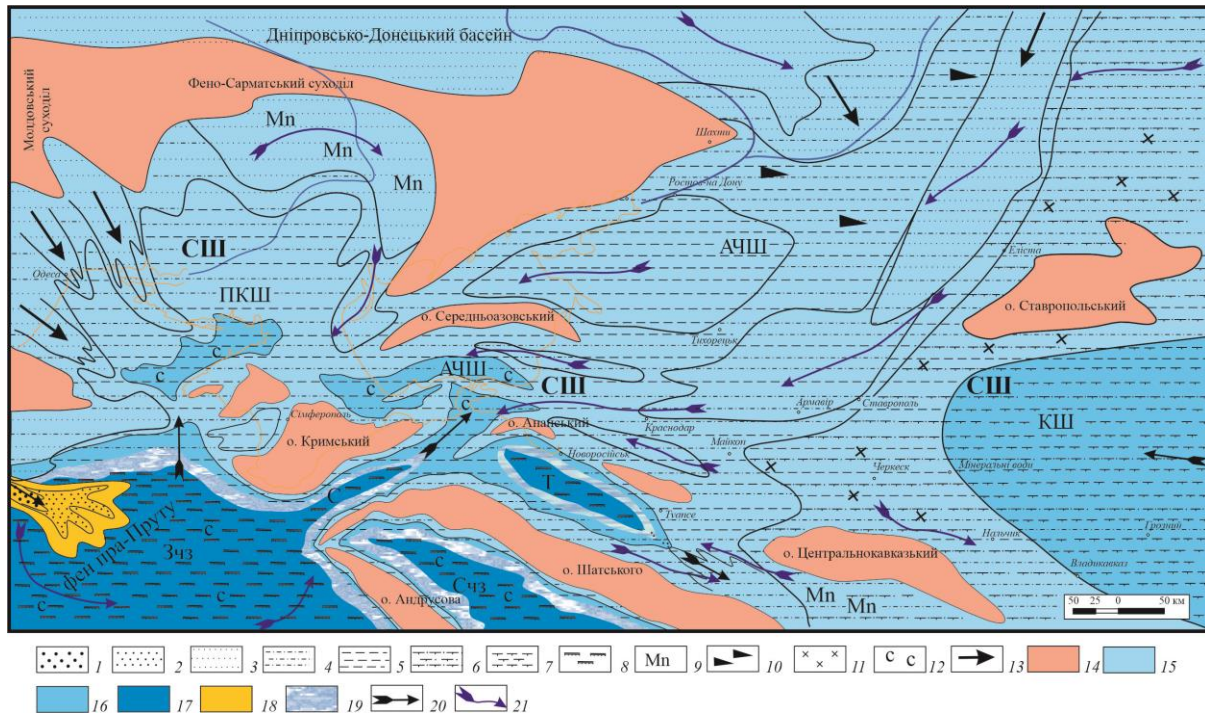 Дніпровсько-Донецький басейн
Фено-Сарматський суходіл
Молдовський
суходіл
Mn
Mn
Mn
Шахти
Ростов-на Дону
СШ
АЧШ
Еліста
Одеса
ПКШ
о. Ставропольський
о. Середньоазовський
Тихорецьк
с
с
АЧШ
с
с
СШ
СШ
КШ
Сімферополь
о. Кримський
о. Анапський
Краснодар
Армавір
Ставрополь
Майкоп
Новоросійськ
Черкеск
Мінеральні води
Т
С
с
Туапсе
Нальчик
Грозний
о. Центральнокавказький
Владикавказ
фен пра-Пруту
Зчз
с
с
с
с
о. Шатського
Счз
с
о. Андрусова
Mn
Mn
50 25 0 50 км
1 2 3 4 5 6 7 8 Mn 9 10 11 с с 12 13 14 15
16 17 18 19 20 21